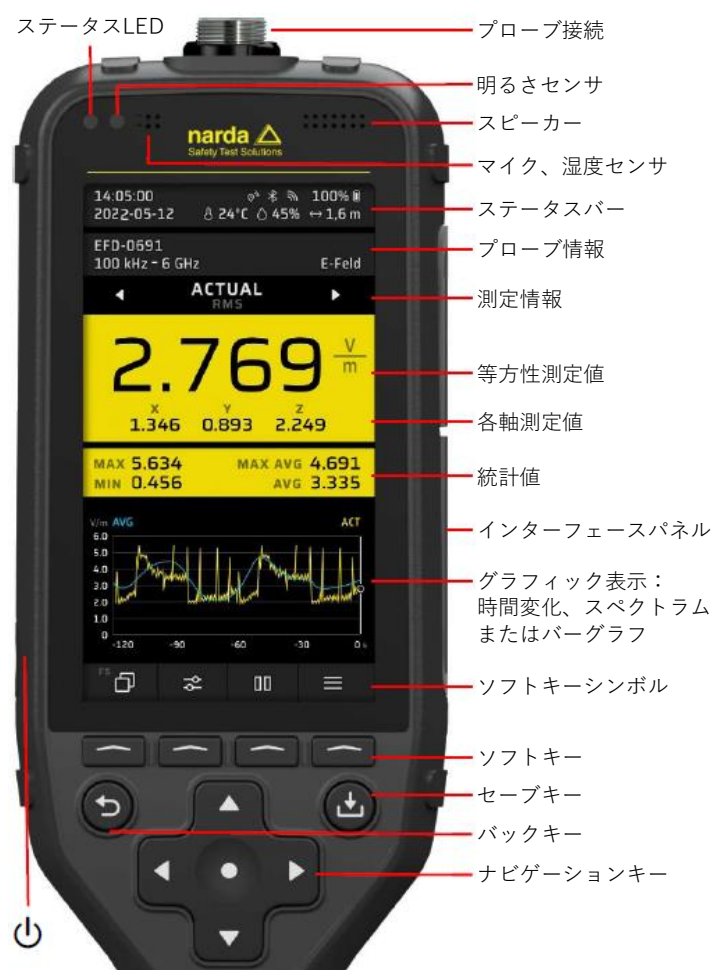 ステータスLED
プローブ接続
明るさセンサ
スピーカー
narda
Safety Test Solutions
マイク、湿度センサ
14:05:00 100%
2022-05-12 24°C 45% ↔1,6 m
ステータスバー
EFD-0691
100 kHz - 6 GHz E-Feld
プローブ情報
ACTUAL
RMS
測定情報
2.769 V/m
等方性測定値
X Y Z
1.346 0.893 2.249
各軸測定値
MAX 5.634 MAX AVG 4.691
MIN 0.456 AVG 3.335
統計値
V/m AVG ACT
6.0
5.0
4.0
3.0
2.0
1.0
0
-120 -90 -60 -30 0 s
インターフェースパネル
グラフィック表示：
時間変化、スペクトラム
またはバーグラフ
FS
ソフトキーシンボル
ソフトキー
セーブキー
バックキー
ナビゲーションキー